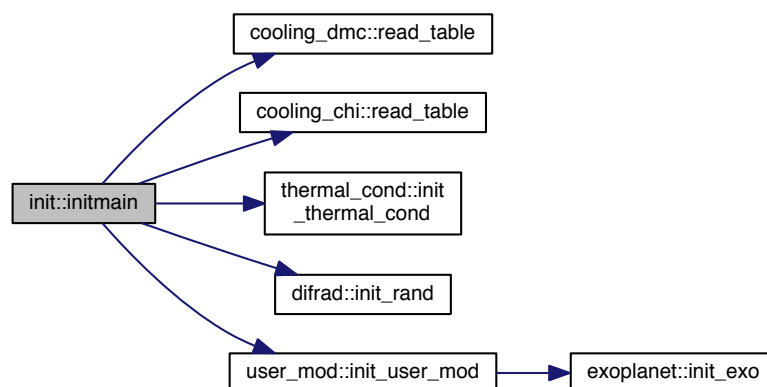 cooling_dmc::read_table
cooling_chi::read_table
init::initmain
thermal_cond::init
_thermal_cond
difrad::init_rand
user_mod::init_user_mod
exoplanet::init_exo